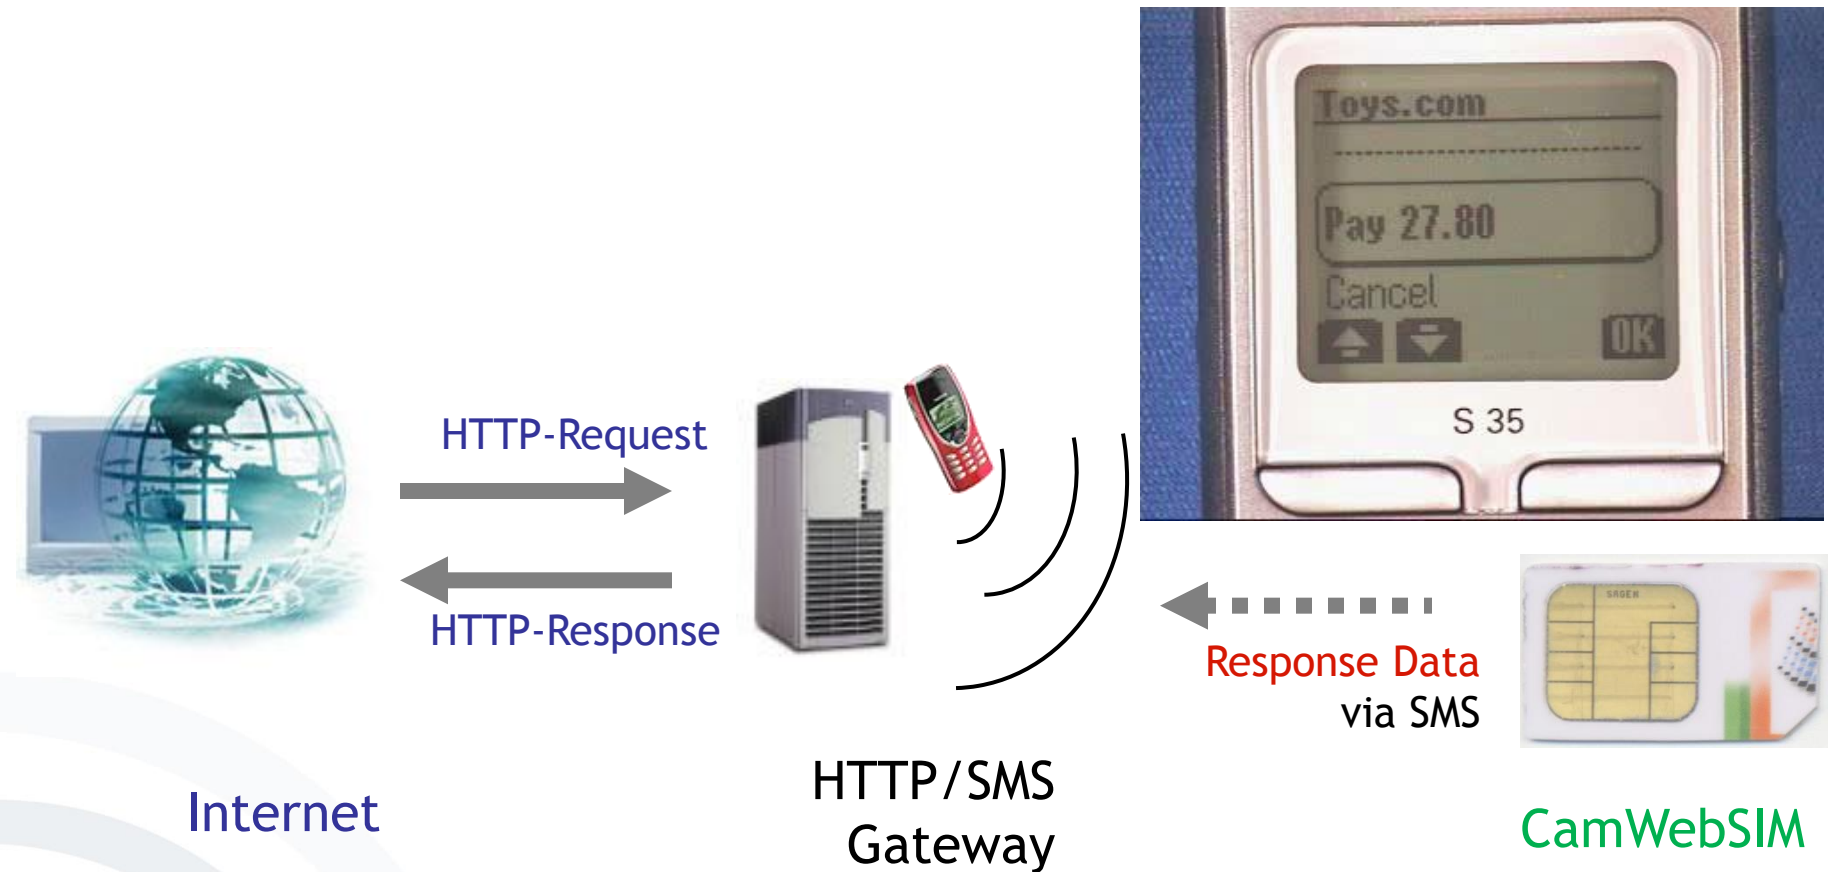 Toys.com
Pay 27.80
Cancel
OK
S 35
HTTP-Request
HTTP-Response
SAGEM
Response Data
via SMS
Internet
HTTP/SMS
Gateway
CamWebSIM